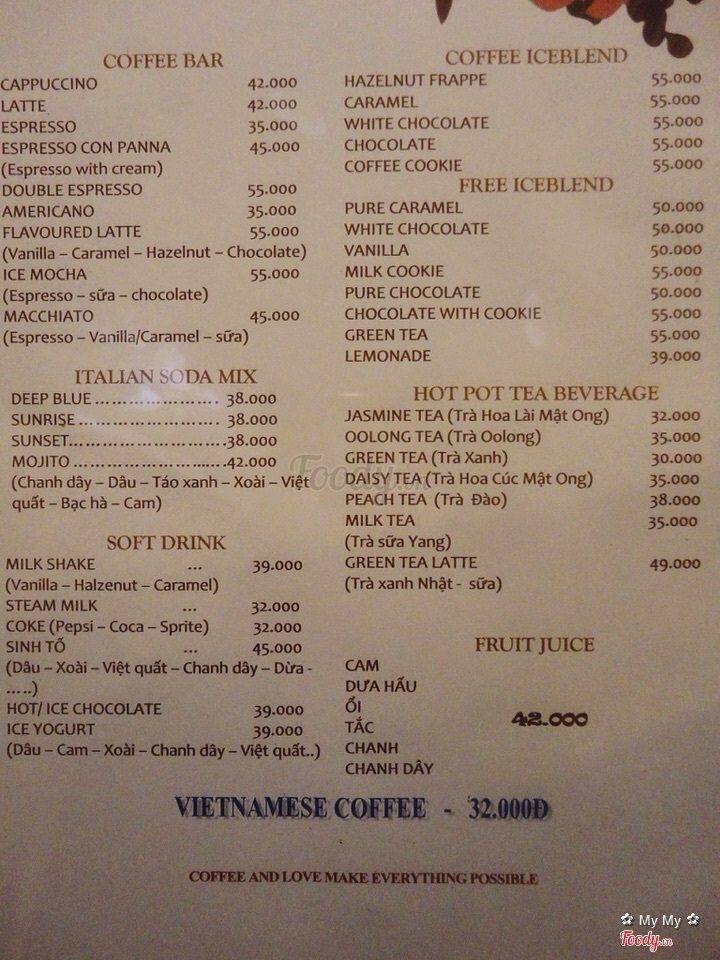 COFFEE BAR
CAPPUCCINO 42.000
LATTE 42.000
ESPRESSO 35.000
ESPRESSO CON PANNA 45.000
(Espresso with cream)
DOUBLE ESPRESSO 55.000
AMERICANO 35.000
FLAVOURED LATTE 55.000
(Vanilla – Caramel – Hazelnut – Chocolate)
ICE MOCHA 55.000
(Espresso – sữa – chocolate)
MACCHIATO 45.000
(Espresso – Vanilla/Caramel – sữa)
ITALIAN SODA MIX
DEEP BLUE ........................ 38.000
SUNRISE ........................... 38.000
SUNSET............................38.000
MOJITO ............................42.000
(Chanh dây – Dâu – Táo xanh – Xoài – Việt
quất – Bạc hà – Cam)
SOFT DRINK
MILK SHAKE ... 39.000
(Vanilla – Halzenut – Caramel)
STEAM MILK ... 32.000
COKE (Pepsi – Coca – Sprite) 32.000
SINH TỐ ... 45.000
(Dâu – Xoài – Việt quất – Chanh dây – Dừa -
.....)
HOT/ ICE CHOCOLATE 39.000
ICE YOGURT 39.000
(Dâu – Cam – Xoài – Chanh dây – Việt quất..)
COFFEE ICEBLEND
HAZELNUT FRAPPE 55.000
CARAMEL 55.000
WHITE CHOCOLATE 55.000
CHOCOLATE 55.000
COFFEE COOKIE 55.000
FREE ICEBLEND
PURE CARAMEL 50.000
WHITE CHOCOLATE 50.000
VANILLA 50.000
MILK COOKIE 55.000
PURE CHOCOLATE 50.000
CHOCOLATE WITH COOKIE 55.000
GREEN TEA 55.000
LEMONADE 39.000
HOT POT TEA BEVERAGE
JASMINE TEA (Trà Hoa Lài Mật Ong) 32.000
OOLONG TEA (Trà Oolong) 35.000
GREEN TEA (Trà Xanh) 30.000
DAISY TEA (Trà Hoa Cúc Mật Ong) 35.000
PEACH TEA (Trà Đào) 38.000
MILK TEA 35.000
(Trà sữa Yang)
GREEN TEA LATTE 49.000
(Trà xanh Nhật - sữa)
FRUIT JUICE
CAM
DƯA HẤU
ỔI
42.000
TẮC
CHANH
CHANH DÂY
VIETNAMESE COFFEE - 32.000Đ
COFFEE AND LOVE MAKE EVERYTHING POSSIBLE
Foody.vn
✿ My My ✿
Foody.vn